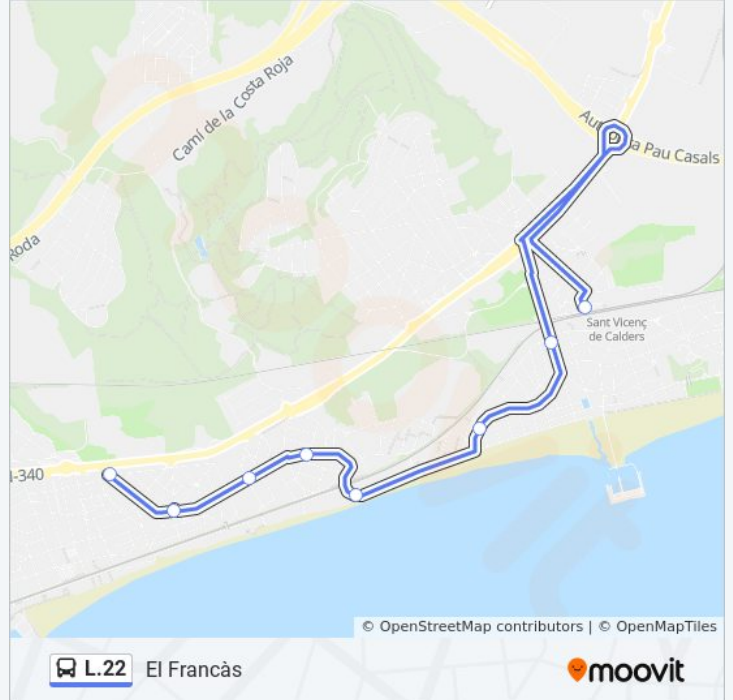 Camí de la Costa Roja
Pau Casals
Roda
Sant Vicenç
de Calders
N-340
© OpenStreetMap contributors | © OpenMapTiles
L.22 El Francàs
moovit